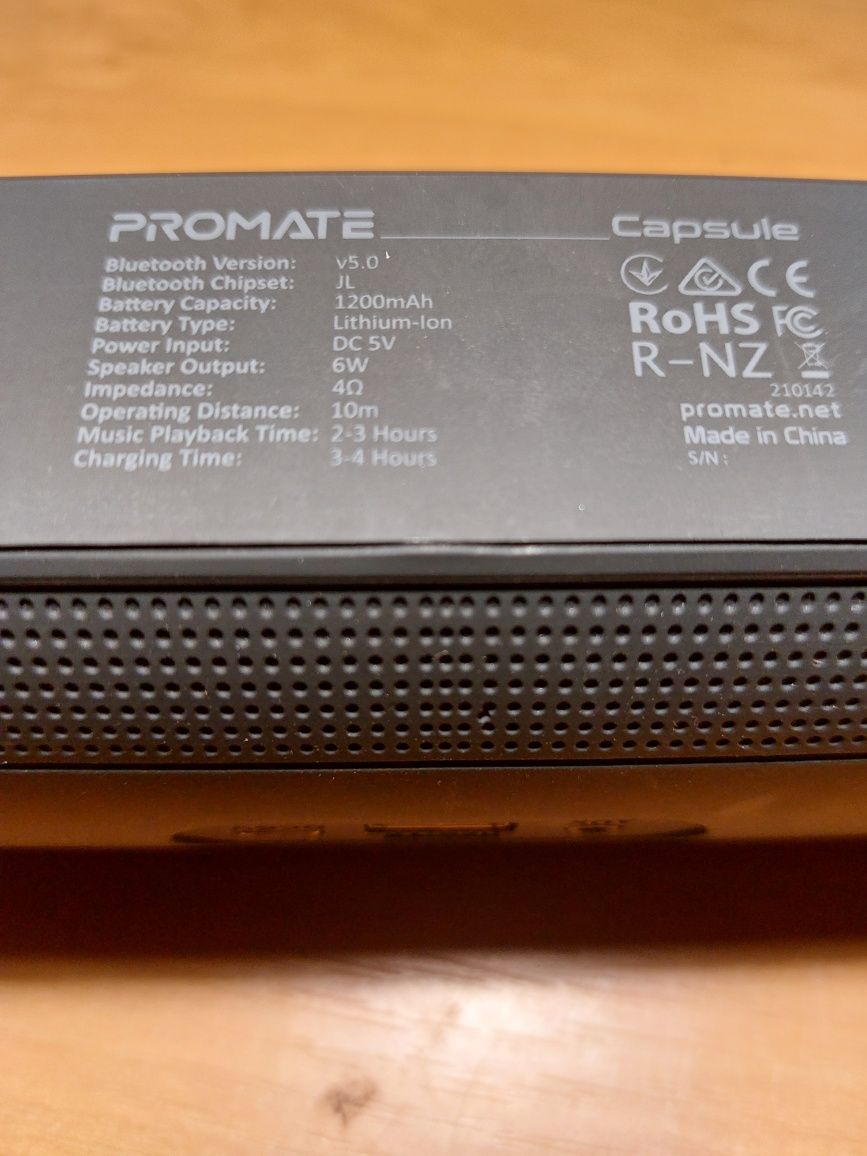 PROMATE Capsule
Bluetooth Version: v5.0
Bluetooth Chipset: JL
Battery Capacity: 1200mAh
Battery Type: Lithium-Ion
Power Input: DC 5V
Speaker Output: 6W
Impedance: 4Ω
Operating Distance: 10m
Music Playback Time: 2-3 Hours
Charging Time: 3-4 Hours
CE
RoHS FC
R-NZ
210142
promate.net
Made in China
S/N :